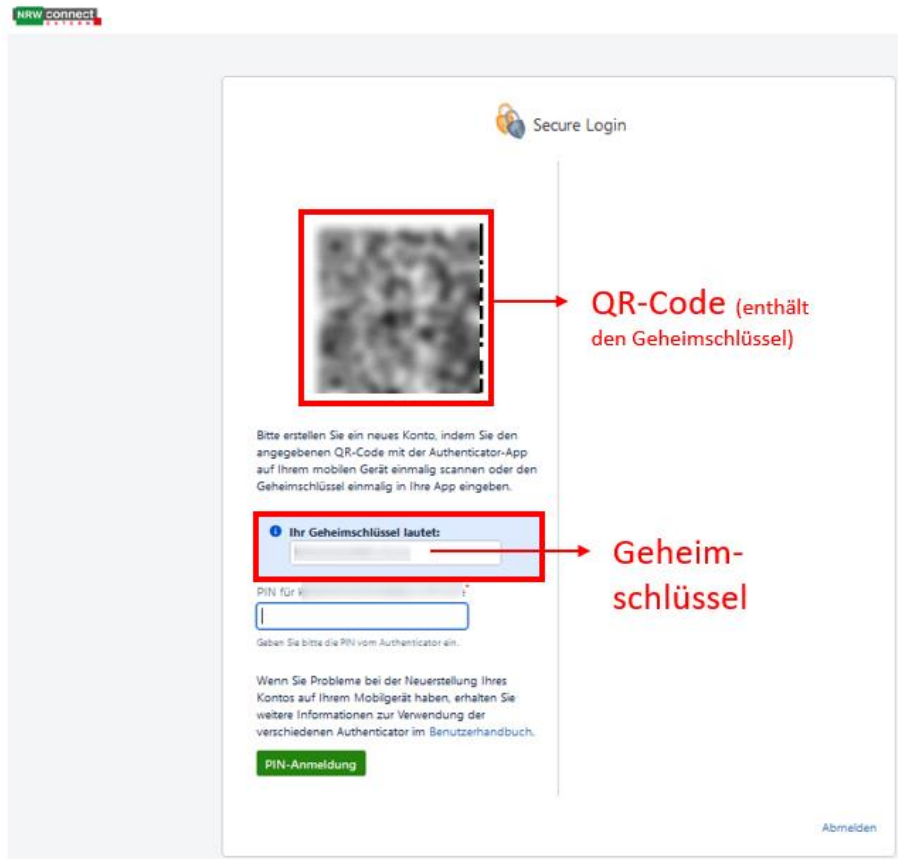 NRW connect
EXTERN
Secure Login
QR-Code (enthält
den Geheimschlüssel)
Bitte erstellen Sie ein neues Konto, indem Sie den
angegebenen QR-Code mit der Authenticator-App
auf Ihrem mobilen Gerät einmalig scannen oder den
Geheimschlüssel einmalig in Ihre App eingeben.
Ihr Geheimschlüssel lautet:
Geheim-
schlüssel
PIN für
Geben Sie bitte die PIN vom Authenticator ein.
Wenn Sie Probleme bei der Neuerstellung Ihres
Kontos auf Ihrem Mobilgerät haben, erhalten Sie
weitere Informationen zur Verwendung der
verschiedenen Authenticator im Benutzerhandbuch.
PIN-Anmeldung
Abmelden